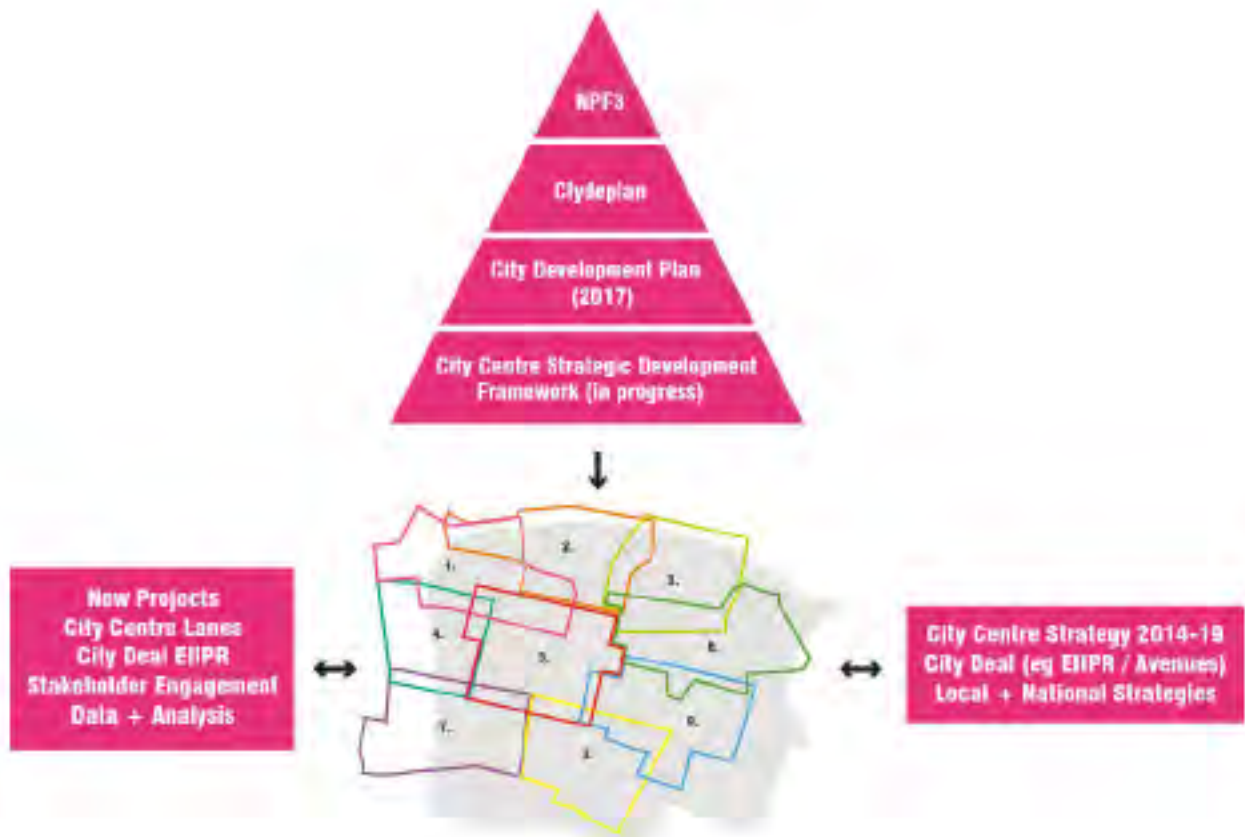 NPF3
Clydeplan
City Development Plan
(2017)
City Centre Strategic Development
Framework (in progress)
1.
2.
3.
4.
5.
6.
7.
9.
New Projects
City Centre Lanes
City Deal EIIPR
Stakeholder Engagement
Data + Analysis
City Centre Strategy 2014-19
City Deal (eg EIIPR / Avenues)
Local + National Strategies